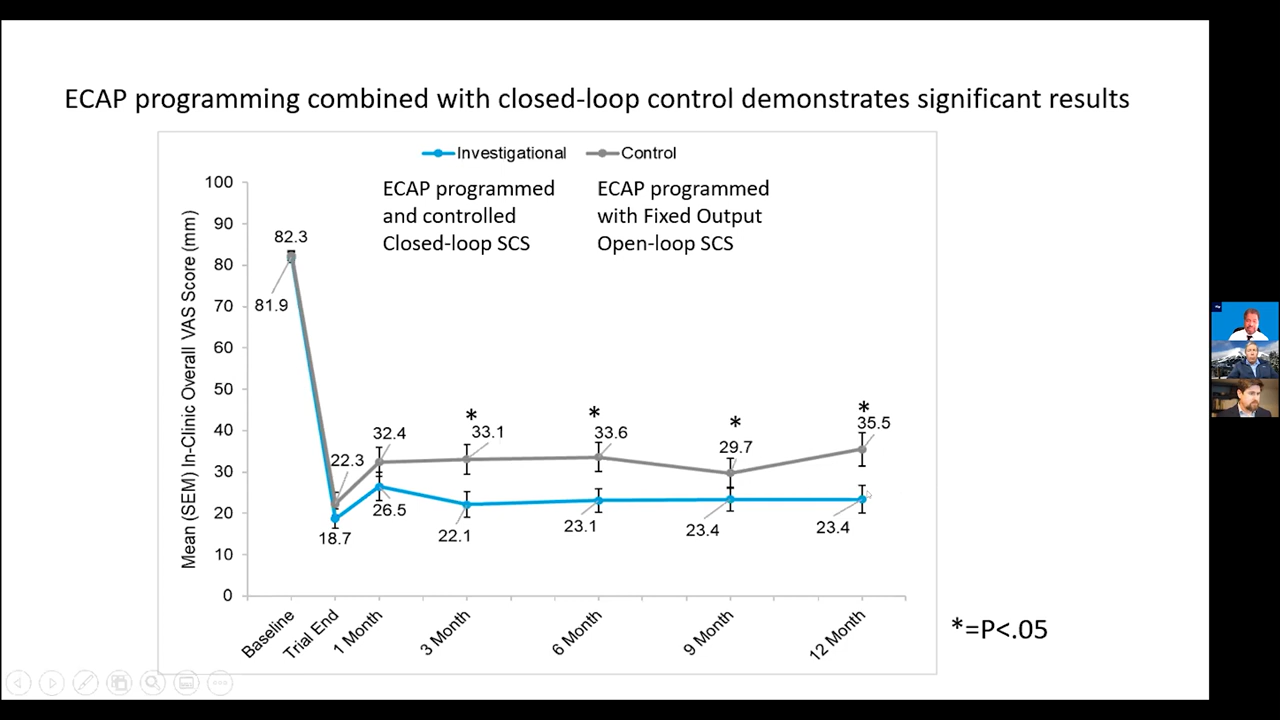 ECAP programming combined with closed-loop control demonstrates significant results
Investigational
Control
ECAP programmed
and controlled
Closed-loop SCS
ECAP programmed
with Fixed Output
Open-loop SCS
Mean (SEM) In-Clinic Overall VAS Score (mm)
100
90
80
70
60
50
40
30
20
10
0
82.3
81.9
22.3
18.7
32.4
26.5
*
33.1
22.1
*
33.6
23.1
*
29.7
23.4
*
35.5
23.4
Baseline
Trial End
1 Month
3 Month
6 Month
9 Month
12 Month
*=P<.05